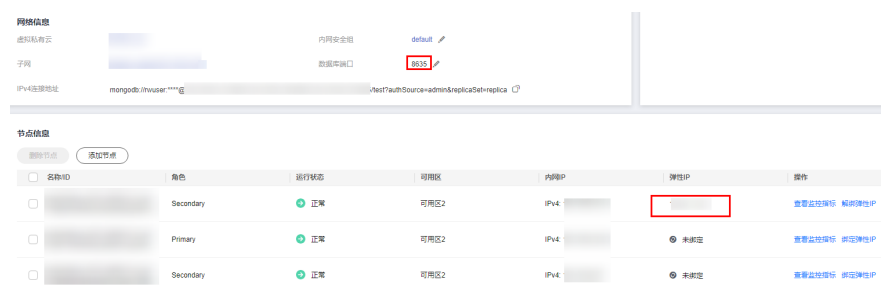 网络信息
虚拟私有云 内网安全组 default
子网 数据库端口 8635
IPv4连接地址 mongodb://rwuser:****@ /test?authSource=admin&replicaSet=replica
节点信息
删除节点 添加节点
名称/ID 角色 运行状态 可用区 内网IP 弹性IP 操作
Secondary 正常 可用区2 IPv4: 查看监控指标 解绑弹性IP
Primary 正常 可用区2 IPv4: 未绑定 查看监控指标 绑定弹性IP
Secondary 正常 可用区2 IPv4: 未绑定 查看监控指标 绑定弹性IP